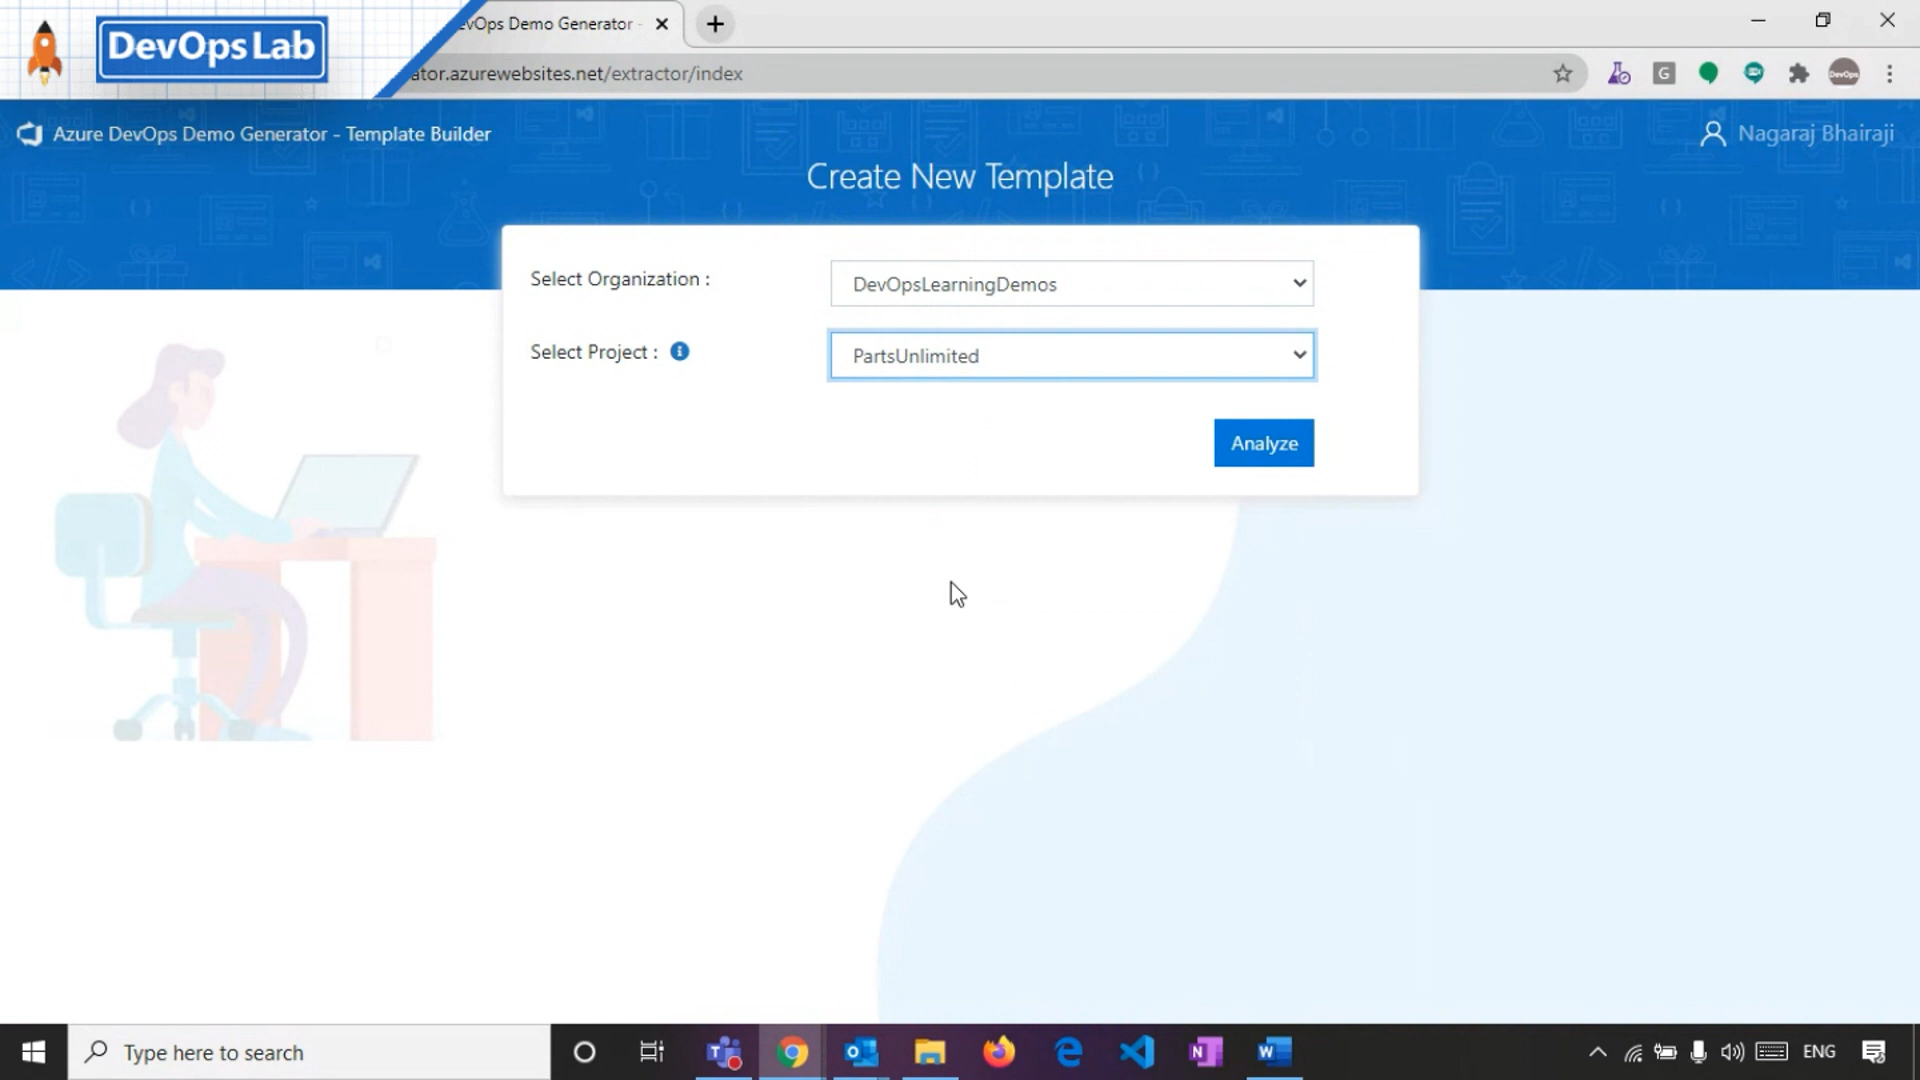 DevOps Lab
vOps Demo Generator
ator.azurewebsites.net/extractor/index
G
DevOps
Azure DevOps Demo Generator - Template Builder
Nagaraj Bhairaji
Create New Template
Select Organization :
DevOpsLearningDemos
Select Project :
PartsUnlimited
Analyze
Type here to search
ENG